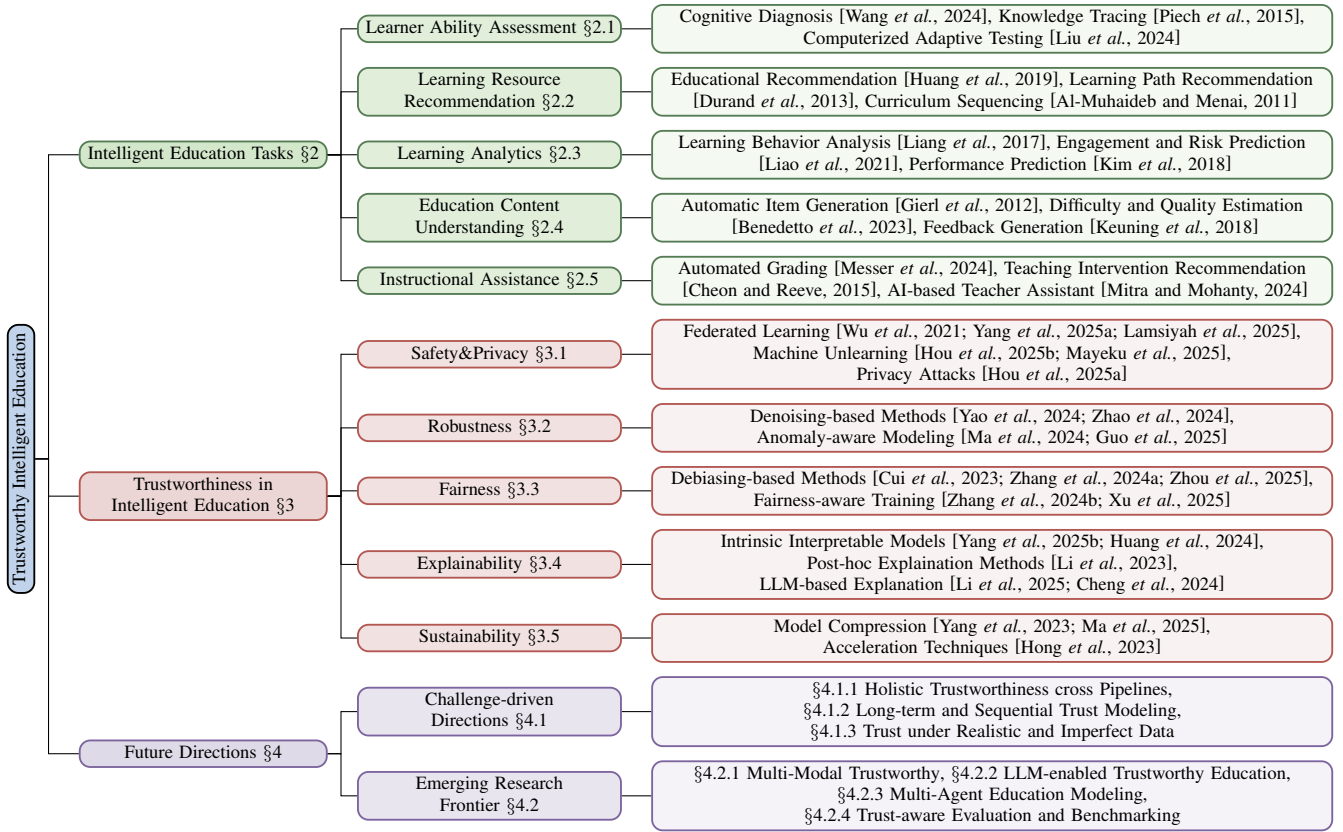 Trustworthy Intelligent Education
Intelligent Education Tasks §2
Learner Ability Assessment §2.1
Cognitive Diagnosis [Wang et al., 2024], Knowledge Tracing [Piech et al., 2015],
Computerized Adaptive Testing [Liu et al., 2024]
Learning Resource
Recommendation §2.2
Educational Recommendation [Huang et al., 2019], Learning Path Recommendation
[Durand et al., 2013], Curriculum Sequencing [Al-Muhaideb and Menai, 2011]
Learning Analytics §2.3
Learning Behavior Analysis [Liang et al., 2017], Engagement and Risk Prediction
[Liao et al., 2021], Performance Prediction [Kim et al., 2018]
Education Content
Understanding §2.4
Automatic Item Generation [Gierl et al., 2012], Difficulty and Quality Estimation
[Benedetto et al., 2023], Feedback Generation [Keuning et al., 2018]
Instructional Assistance §2.5
Automated Grading [Messer et al., 2024], Teaching Intervention Recommendation
[Cheon and Reeve, 2015], AI-based Teacher Assistant [Mitra and Mohanty, 2024]
Trustworthiness in
Intelligent Education §3
Safety&Privacy §3.1
Federated Learning [Wu et al., 2021; Yang et al., 2025a; Lamsiyah et al., 2025],
Machine Unlearning [Hou et al., 2025b; Mayeku et al., 2025],
Privacy Attacks [Hou et al., 2025a]
Robustness §3.2
Denoising-based Methods [Yao et al., 2024; Zhao et al., 2024],
Anomaly-aware Modeling [Ma et al., 2024; Guo et al., 2025]
Fairness §3.3
Debiasing-based Methods [Cui et al., 2023; Zhang et al., 2024a; Zhou et al., 2025],
Fairness-aware Training [Zhang et al., 2024b; Xu et al., 2025]
Explainability §3.4
Intrinsic Interpretable Models [Yang et al., 2025b; Huang et al., 2024],
Post-hoc Explaination Methods [Li et al., 2023],
LLM-based Explanation [Li et al., 2025; Cheng et al., 2024]
Sustainability §3.5
Model Compression [Yang et al., 2023; Ma et al., 2025],
Acceleration Techniques [Hong et al., 2023]
Future Directions §4
Challenge-driven
Directions §4.1
§4.1.1 Holistic Trustworthiness cross Pipelines,
§4.1.2 Long-term and Sequential Trust Modeling,
§4.1.3 Trust under Realistic and Imperfect Data
Emerging Research
Frontier §4.2
§4.2.1 Multi-Modal Trustworthy, §4.2.2 LLM-enabled Trustworthy Education,
§4.2.3 Multi-Agent Education Modeling,
§4.2.4 Trust-aware Evaluation and Benchmarking